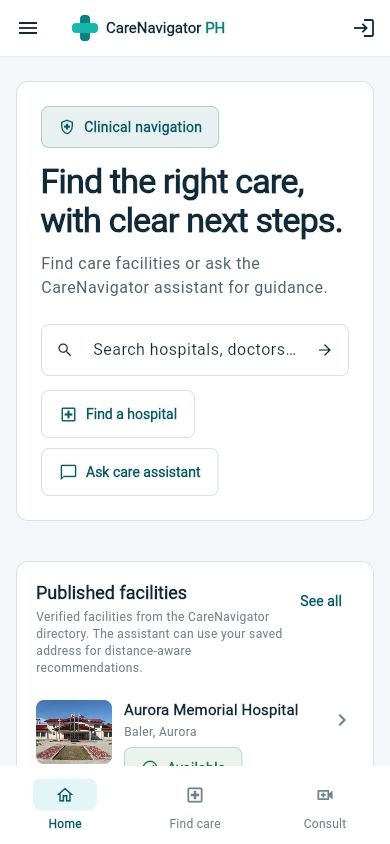 CareNavigator PH
Clinical navigation
Find the right care,
with clear next steps.
Find care facilities or ask the
CareNavigator assistant for guidance.
Search hospitals, doctors...
Find a hospital
Ask care assistant
Published facilities
See all
Verified facilities from the CareNavigator
directory. The assistant can use your saved
address for distance-aware
recommendations.
Aurora Memorial Hospital
Baler, Aurora
Available
Home
Find care
Consult